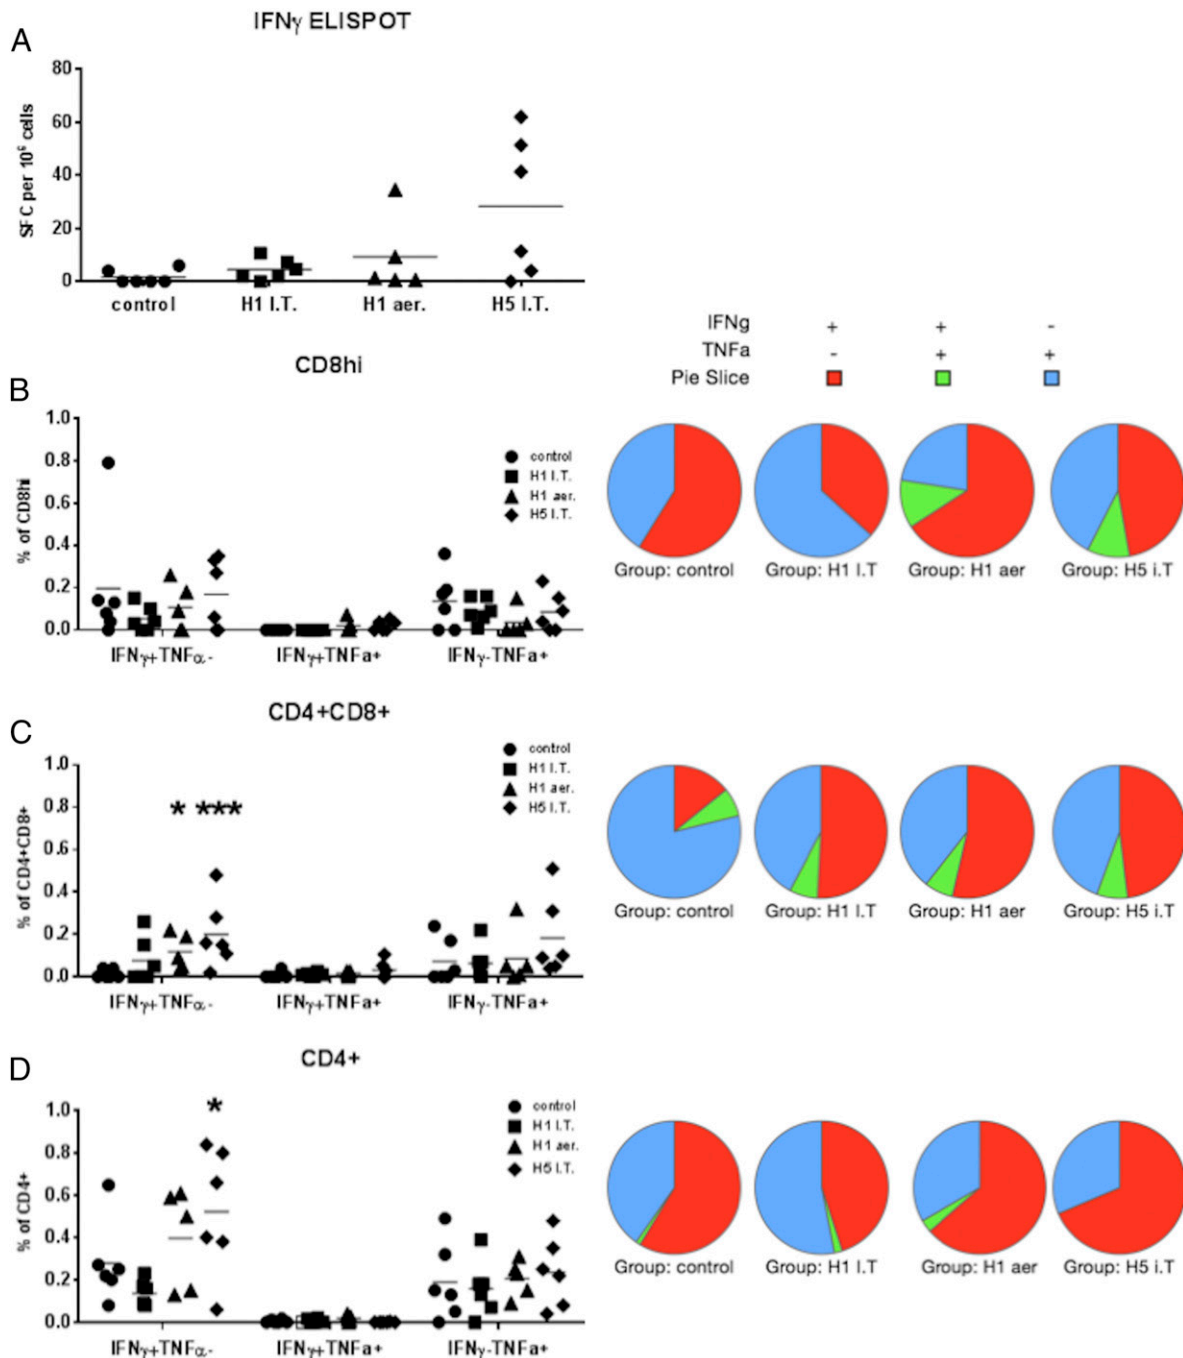 A
IFNγ ELISPOT
80
60
40
20
0
SFC per 10⁶ cells
control
H1 I.T.
H1 aer.
H5 I.T.
IFNg + + -
TNFa - + +
Pie Slice
B
CD8hi
1.0
0.8
0.6
0.4
0.2
0.0
% of CD8hi
control
H1 I.T.
H1 aer.
H5 I.T.
IFNγ+TNFα-
IFNγ+TNFa+
IFNγ-TNFa+
Group: control
Group: H1 I.T
Group: H1 aer
Group: H5 i.T
C
CD4+CD8+
1.0
0.8
0.6
0.4
0.2
0.0
% of CD4+CD8+
* ***
control
H1 I.T.
H1 aer.
H5 I.T.
IFNγ+TNFα-
IFNγ+TNFa+
IFNγ-TNFa+
Group: control
Group: H1 I.T
Group: H1 aer
Group: H5 i.T
D
CD4+
1.0
0.8
0.6
0.4
0.2
0.0
% of CD4+
*
control
H1 I.T.
H1 aer.
H5 I.T.
IFNγ+TNFα-
IFNγ+TNFa+
IFNγ-TNFa+
Group: control
Group: H1 I.T
Group: H1 aer
Group: H5 i.T